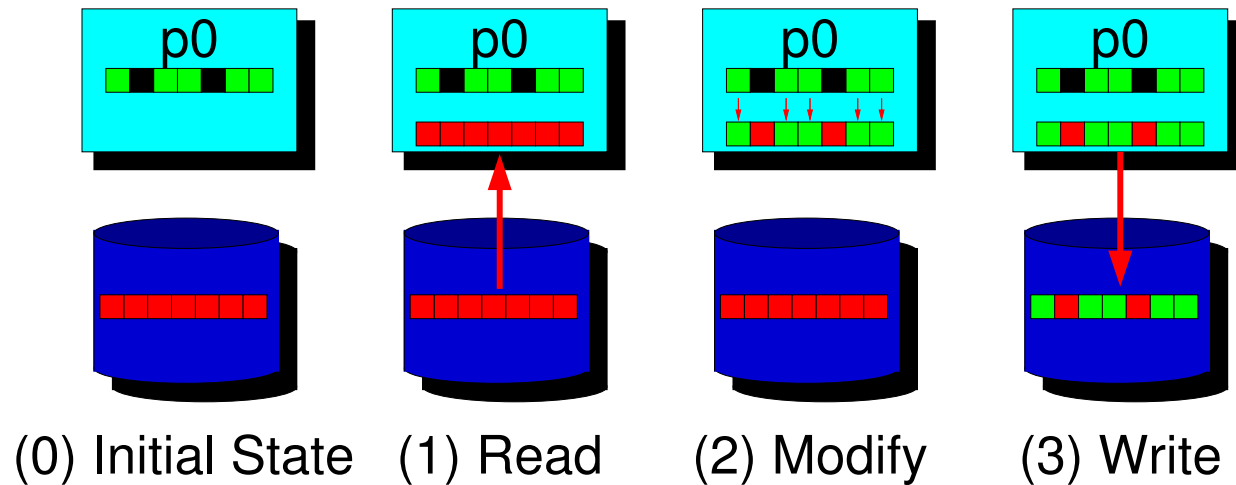 p0
p0
p0
p0
(0) Initial State
(1) Read
(2) Modify
(3) Write